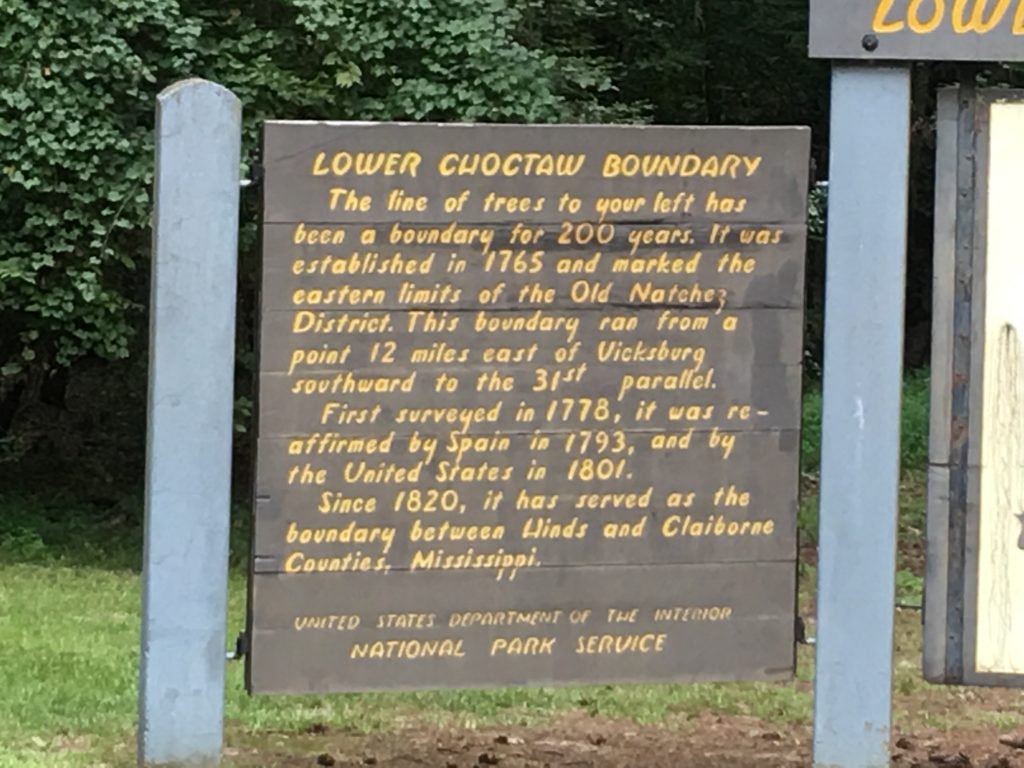 LOWER CHOCTAW BOUNDARY
The line of trees to your left has
been a boundary for 200 years. It was
established in 1765 and marked the
eastern limits of the Old Natchez
District. This boundary ran from a
point 12 miles east of Vicksburg
southward to the 31st parallel.
First surveyed in 1778, it was re-
affirmed by Spain in 1793, and by
the United States in 1801.
Since 1820, it has served as the
boundary between Hinds and Claiborne
Counties, Mississippi.
UNITED STATES DEPARTMENT OF THE INTERIOR
NATIONAL PARK SERVICE